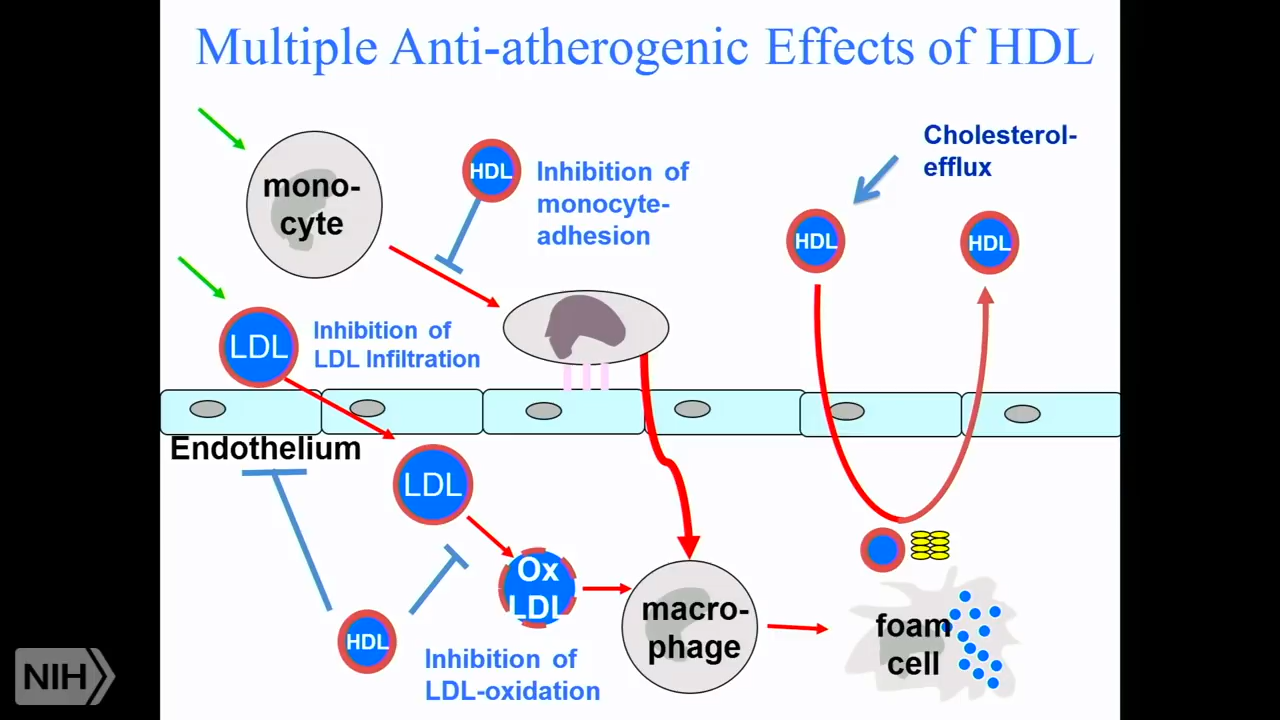 Multiple Anti-atherogenic Effects of HDL
mono-
cyte
HDL
Inhibition of
monocyte-
adhesion
Cholesterol-
efflux
HDL
HDL
LDL
Inhibition of
LDL Infiltration
Endothelium
LDL
Ox
LDL
macro-
phage
foam
cell
HDL
Inhibition of
LDL-oxidation
NIH